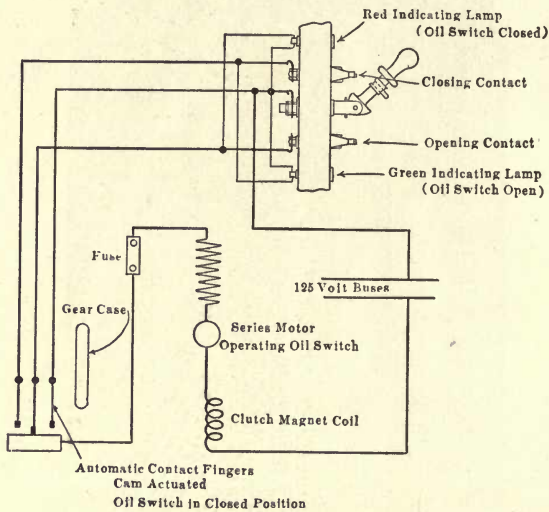 Red Indicating Lamp
(Oil Switch Closed)
Closing Contact
Opening Contact
Green Indicating Lamp
(Oil Switch Open)
Fuse
125 Volt Buses
Gear Case
Series Motor
Operating Oil Switch
Clutch Magnet Coil
Automatic Contact Fingers
Cam Actuated
Oil Switch in Closed Position